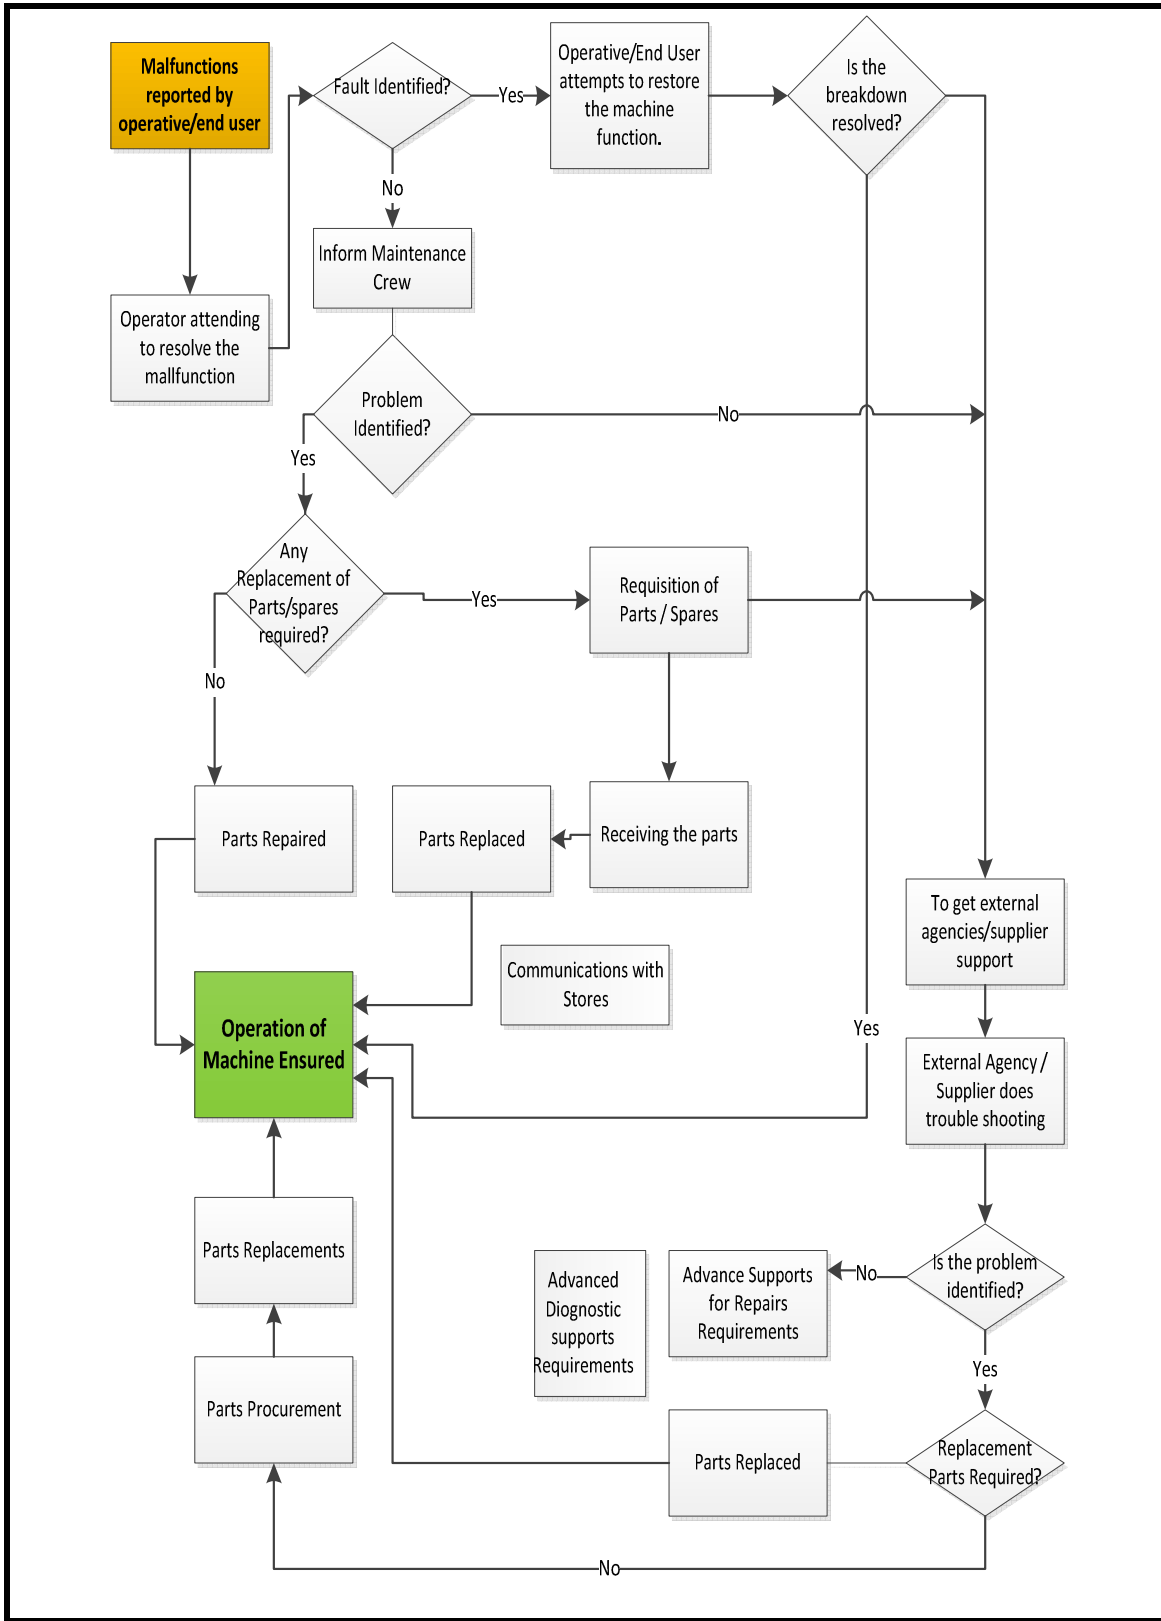 Malfunctions
reported by
operative/end user
Fault Identified?
Yes
Operative/End User
attempts to restore
the machine
function.
Is the
breakdown
resolved?
No
Inform Maintenance
Crew
Operator attending
to resolve the
mallfunction
Problem
Identified?
No
Yes
Any
Replacement of
Parts/spares
required?
Yes
Requisition of
Parts / Spares
No
Parts Repaired
Parts Replaced
Receiving the parts
To get external
agencies/supplier
support
Communications with
Stores
Operation of
Machine Ensured
Yes
External Agency /
Supplier does
trouble shooting
Parts Replacements
Advanced
Diognostic
supports
Requirements
Advance Supports
for Repairs
Requirements
No
Is the problem
identified?
Yes
Parts Procurement
Parts Replaced
Replacement
Parts Required?
No